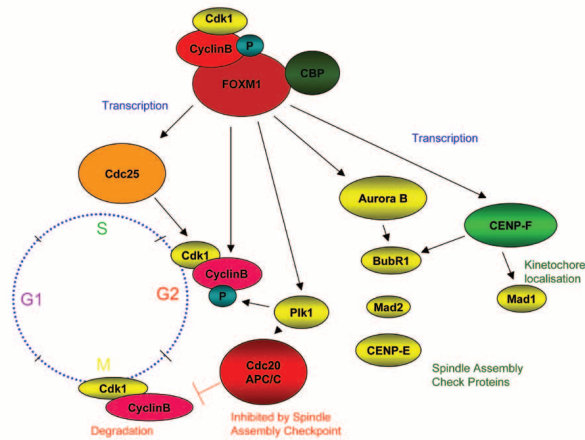 Cdk1
CyclinB
P
FOXM1
CBP
Transcription
Transcription
Cdc25
Aurora B
CENP-F
S
Cdk1
BubR1
CyclinB
Kinetochore
localisation
G1
G2
P
Plk1
Mad2
Mad1
CENP-E
M
Cdc20
APC/C
Cdk1
CyclinB
Spindle Assembly
Check Proteins
Degradation
Inhibited by Spindle
Assembly Checkpoint